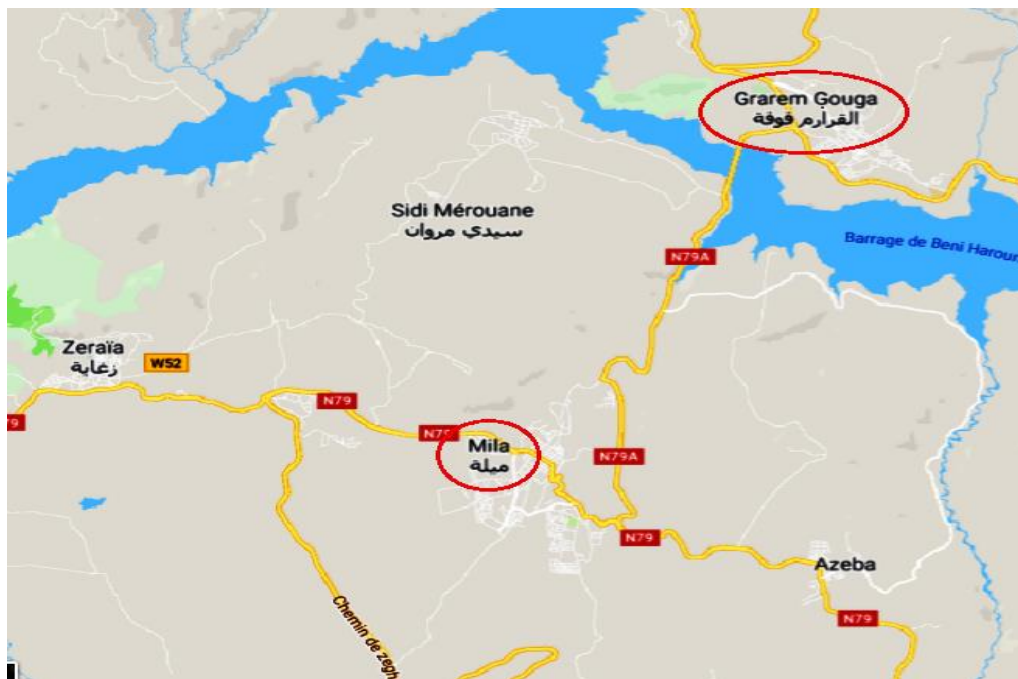 Grarem Gouga
القرارم قوقة
Sidi Mérouane
سيدي مروان
Barrage de Beni Haroun
N79A
Zeraïa
زغاية
W52
N79
79
N79
Mila
ميلة
N79A
N79
Azeba
Chemin de zegh
N79